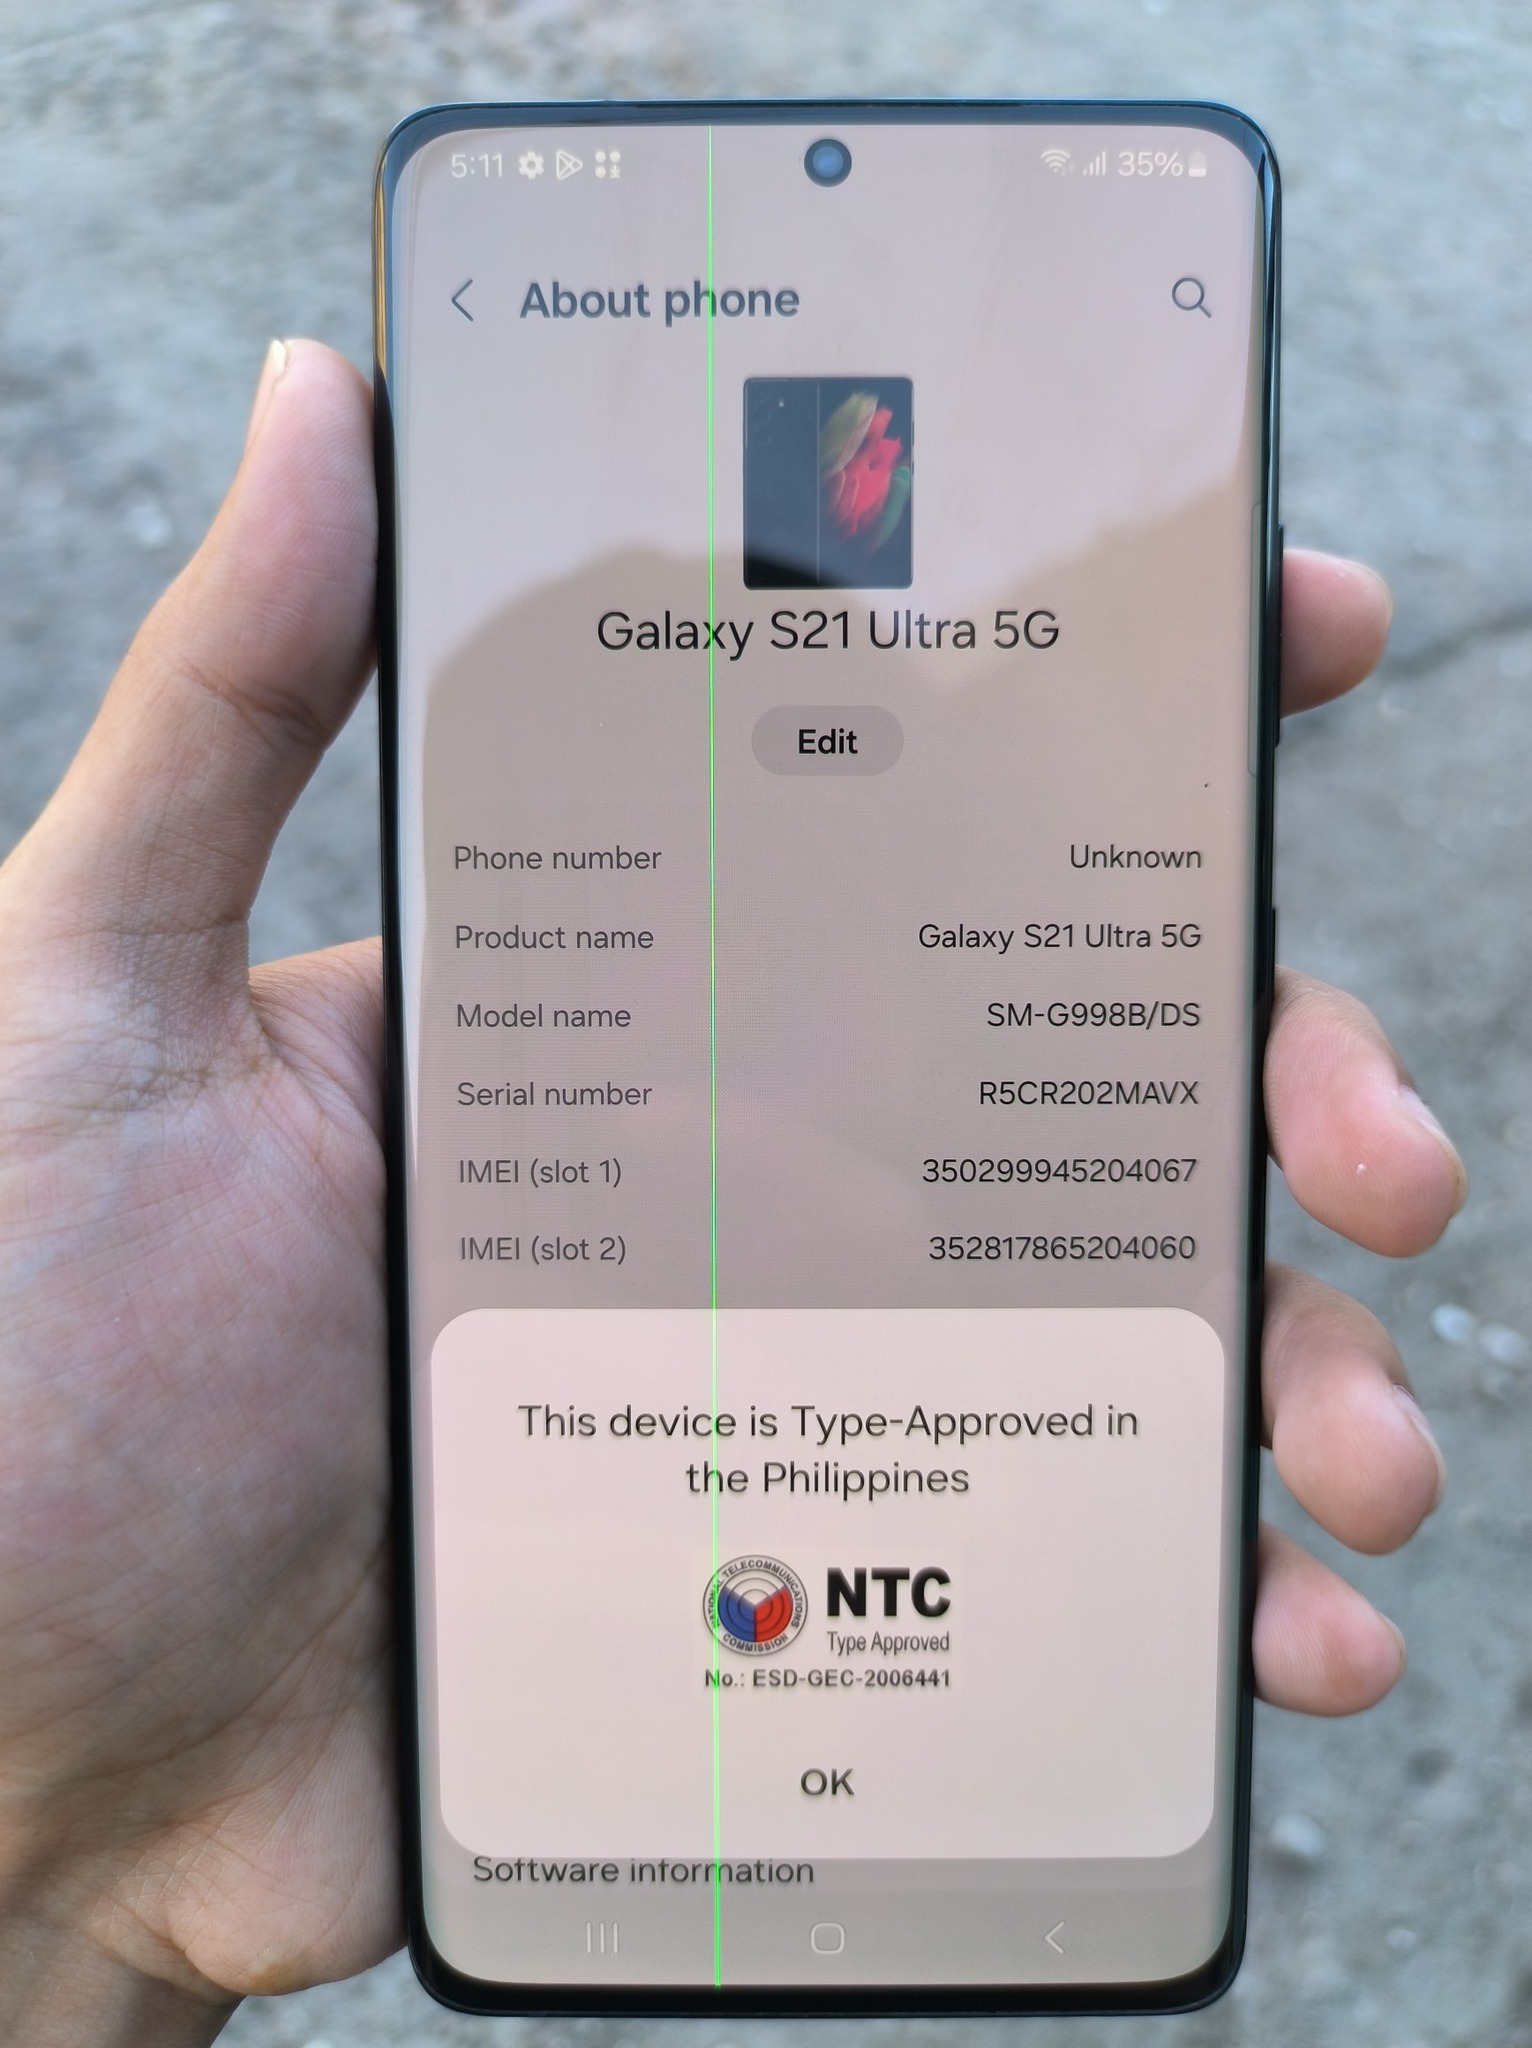 5:11
35%
About phone
Galaxy S21 Ultra 5G
Edit
Phone number Unknown
Product name Galaxy S21 Ultra 5G
Model name SM-G998B/DS
Serial number R5CR202MAVX
IMEI (slot 1) 350299945204067
IMEI (slot 2) 352817865204060
This device is Type-Approved in
the Philippines
NATIONAL TELECOMMUNICATIONS
COMMISSION
NTC
Type Approved
No.: ESD-GEC-2006441
OK
Software information